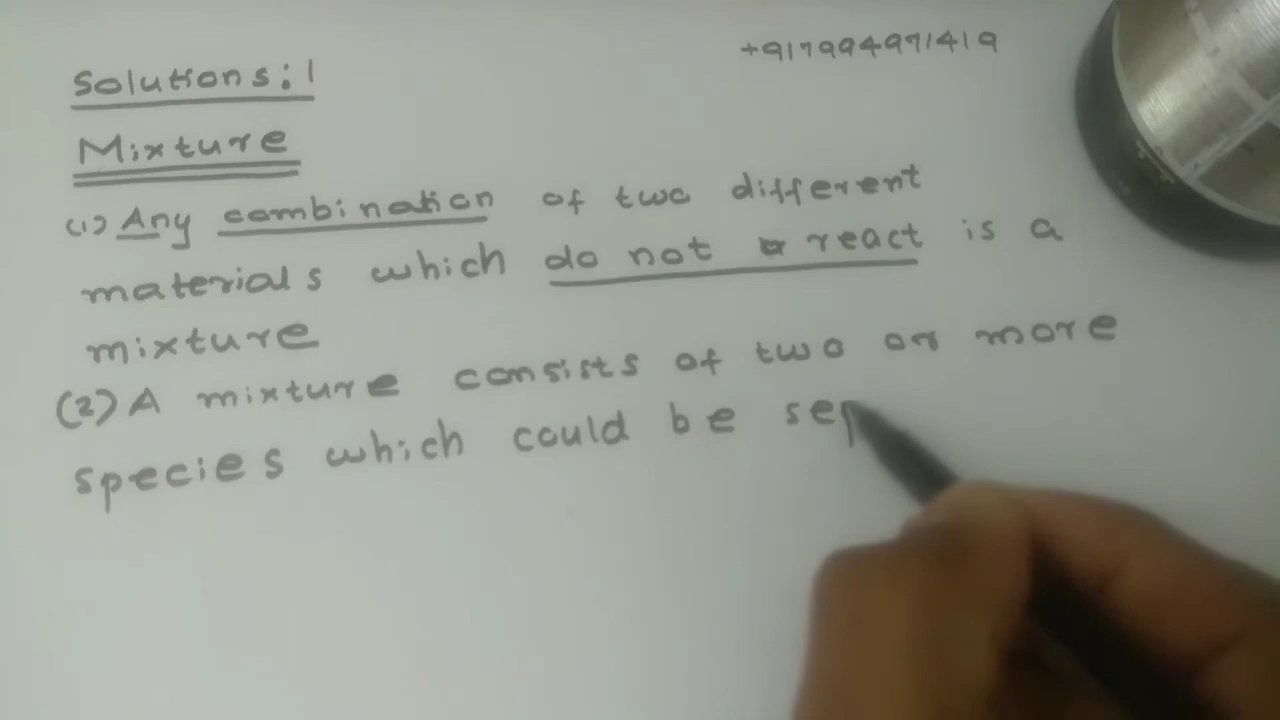 +917994971419
Solutions: 1
Mixture
(1) Any combination of two different
materials which do not react is a
mixture
(2) A mixture consists of two or more
species which could be sep